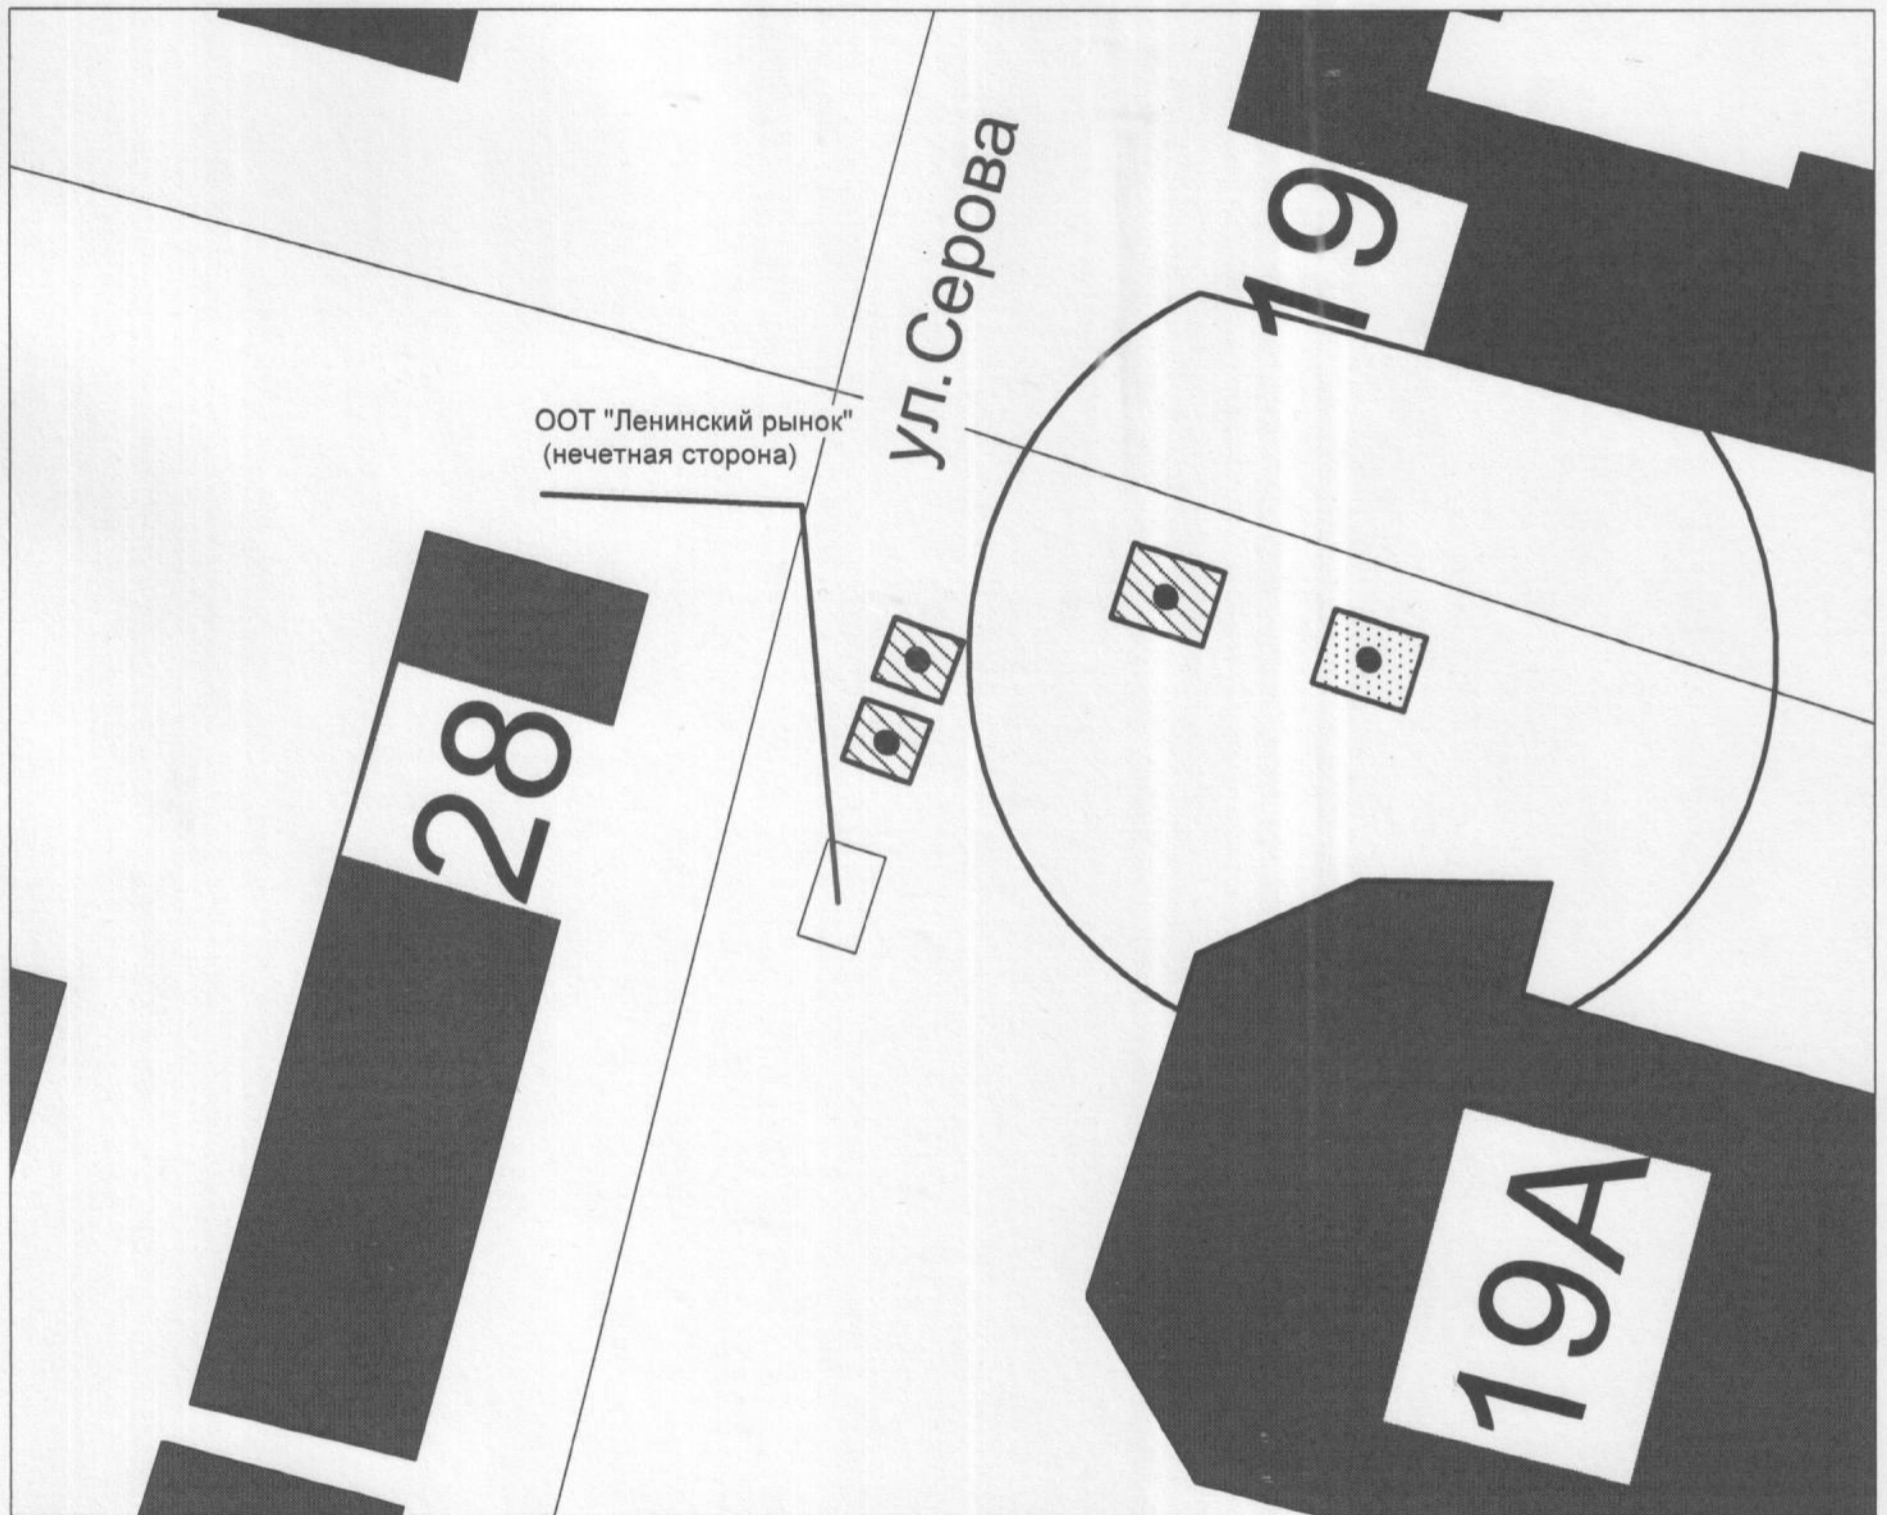 19
ул.Серова
ООТ "Ленинский рынок"
(нечетная сторона)
28
19А